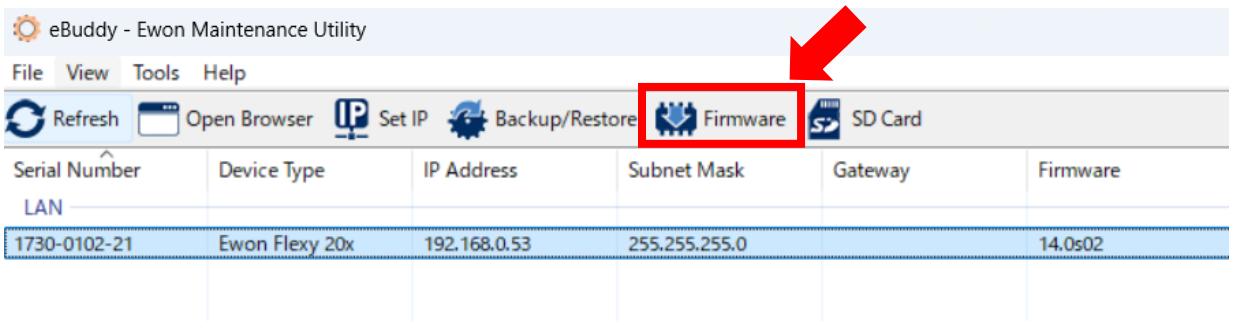 eBuddy - Ewon Maintenance Utility
File View Tools Help
Refresh Open Browser IP Set IP Backup/Restore Firmware SD SD Card
Serial Number Device Type IP Address Subnet Mask Gateway Firmware
LAN
1730-0102-21 Ewon Flexy 20x 192.168.0.53 255.255.255.0 14.0s02